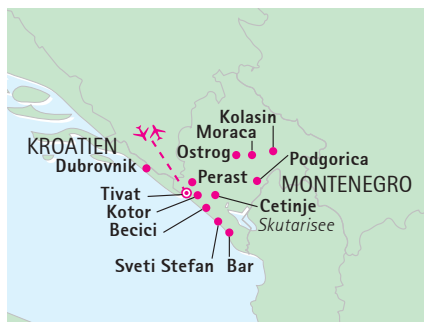 Kolasin
Moraca
KROATIEN
Ostrog
Podgorica
Dubrovnik
Perast
MONTENEGRO
Tivat
Cetinje
Kotor
Skutarisee
Becici
Sveti Stefan
Bar